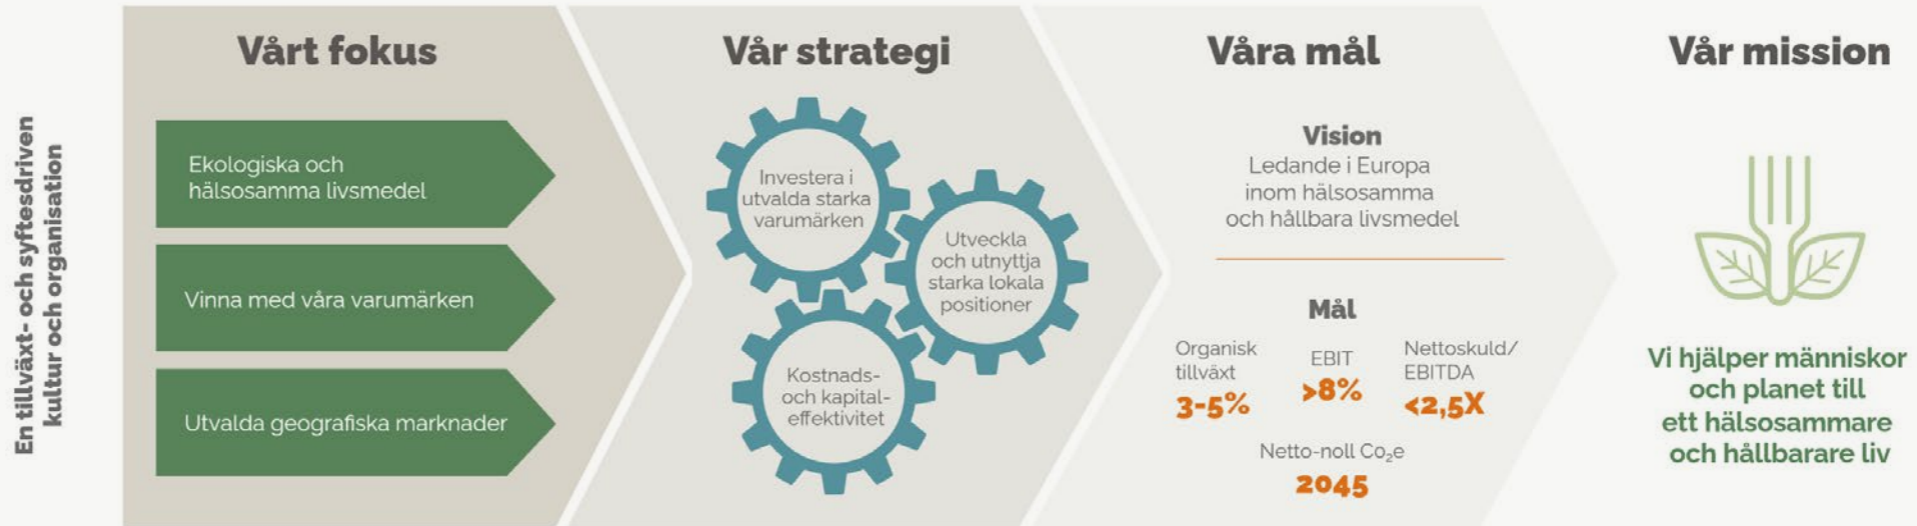 En tillväxt- och syftesdriven
kultur och organisation
Vårt fokus
Ekologiska och
hälsosamma livsmedel
Vinna med våra varumärken
Utvalda geografiska marknader
Vår strategi
Investera i
utvalda starka
varumärken
Utveckla
och utnyttja
starka lokala
positioner
Kostnads-
och kapital-
effektivitet
Våra mål
Vision
Ledande i Europa
inom hälsosamma
och hållbara livsmedel
Mål
Organisk
tillväxt
3-5%
EBIT
>8%
Nettoskuld/
EBITDA
<2,5X
Netto-noll Co₂e
2045
Vår mission
Vi hjälper människor
och planet till
ett hälsosammare
och hållbarare liv